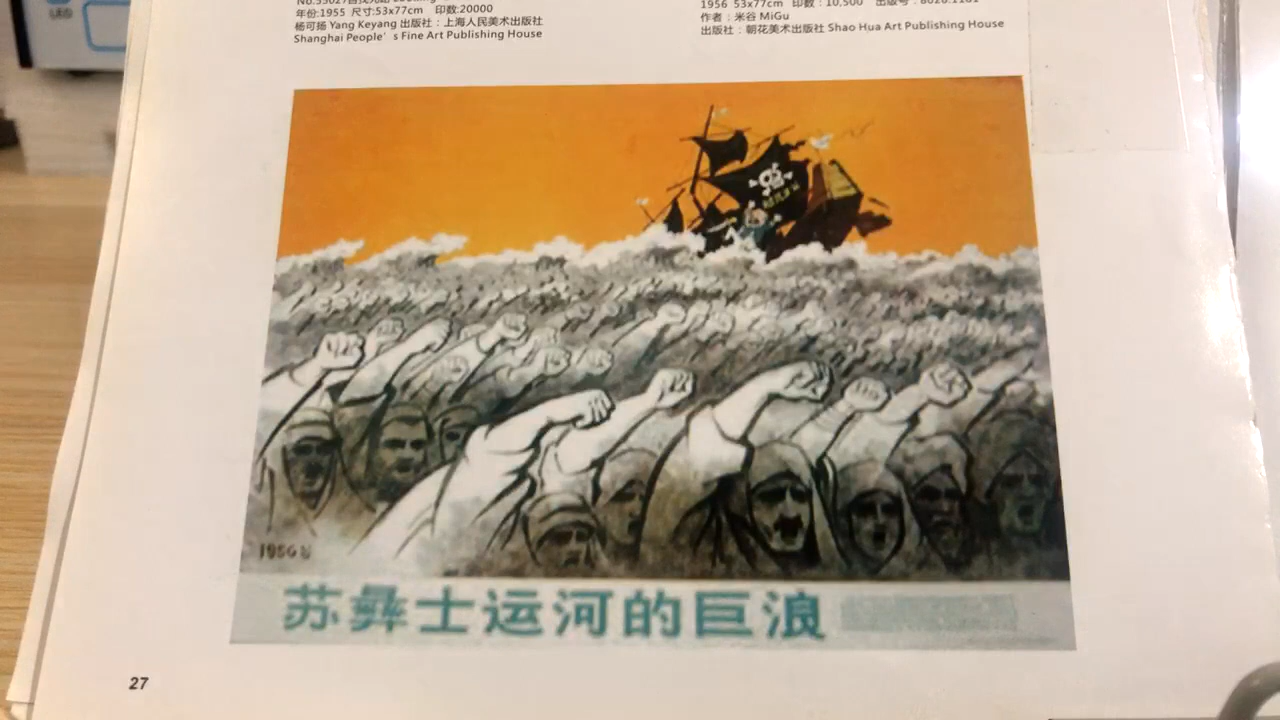 年份:1955 尺寸:53x77cm 印数:20000
杨可扬 Yang Keyang 出版社：上海人民美术出版社
Shanghai People's Fine Art Publishing House
1956 53x77cm 印数：10,500
作者：米谷 MiGu
出版社：朝花美术出版社 Shao Hua Art Publishing House
1956
苏彝士运河的巨浪
27
LED